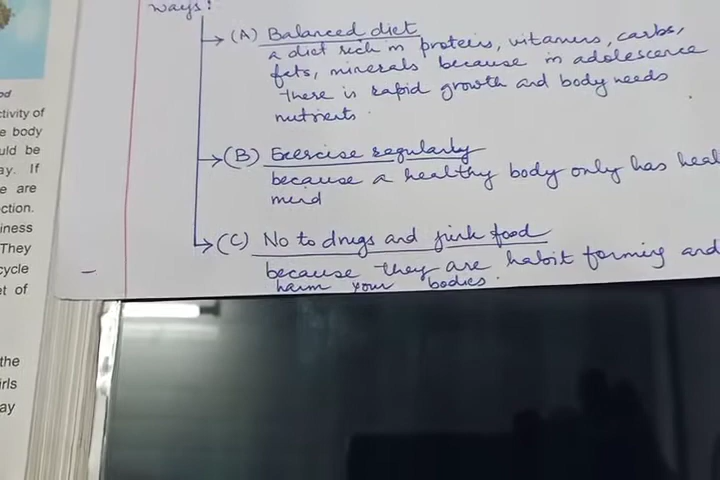 ways:
(A) Balanced diet
a diet rich in proteins, vitamins, carbs,
fats, minerals because in adolescence
there is rapid growth and body needs
nutrients.
(B) Exercise regularly
because a healthy body only has heal
mind
(C) No to drugs and junk food
because they are habit forming and
harm your bodies.
od
tivity of
e body
uld be
ay. If
e are
ction.
iness
They
cycle
et of
the
irls
ay